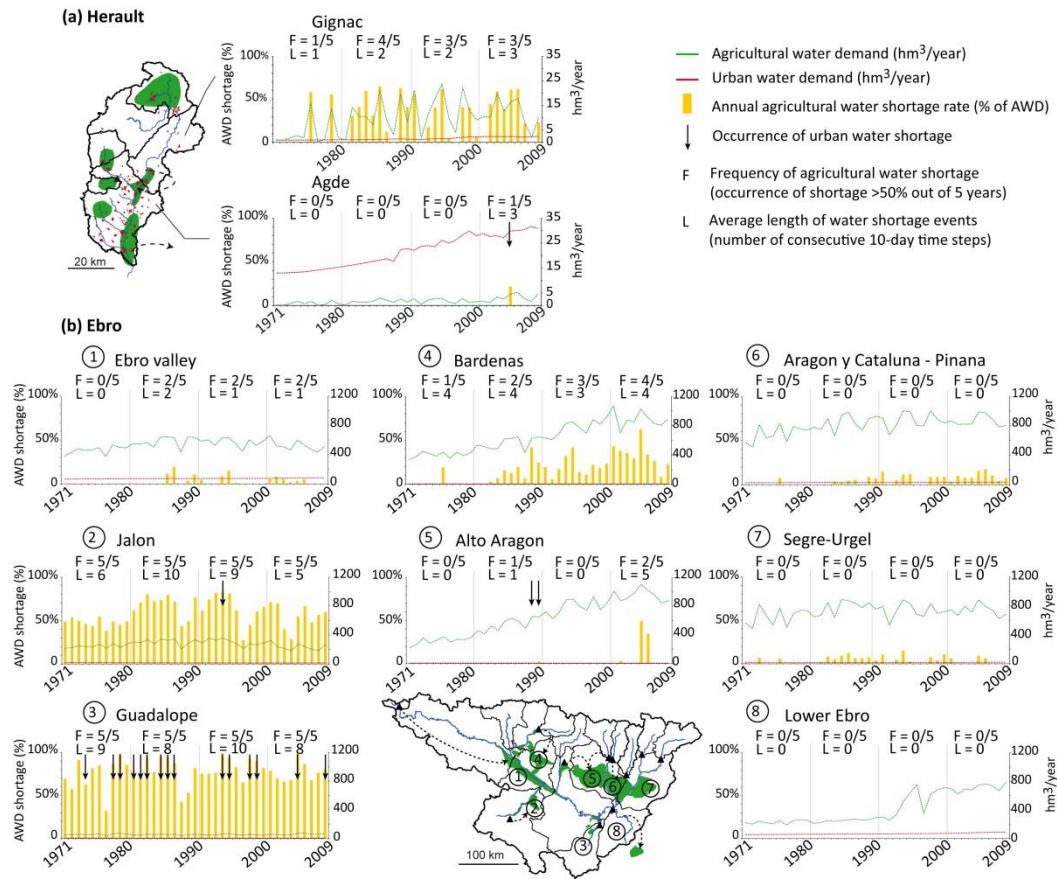 (a) Herault
Gignac
F = 1/5 F = 4/5 F = 3/5 F = 3/5
L = 1 L = 2 L = 2 L = 3
AWD shortage (%)
100%
50%
0
35
25
15
5
0
hm³/year
1980 1990 2000 2009
Agde
F = 0/5 F = 0/5 F = 0/5 F = 1/5
L = 0 L = 0 L = 0 L = 3
AWD shortage (%)
100%
50%
0
35
25
15
5
0
hm³/year
1971 1980 1990 2000 2009
20 km
Agricultural water demand (hm³/year)
Urban water demand (hm³/year)
Annual agricultural water shortage rate (% of AWD)
Occurrence of urban water shortage
F Frequency of agricultural water shortage
(occurrence of shortage >50% out of 5 years)
L Average length of water shortage events
(number of consecutive 10-day time steps)
(b) Ebro
1 Ebro valley
F = 0/5 F = 2/5 F = 2/5 F = 2/5
L = 0 L = 2 L = 1 L = 1
AWD shortage (%)
100%
50%
0
1200
800
400
0
1971 1980 1990 2000 2009
4 Bardenas
F = 1/5 F = 2/5 F = 3/5 F = 4/5
L = 4 L = 4 L = 3 L = 4
100%
50%
0
1200
800
400
0
1971 1980 1990 2000 2009
6 Aragon y Cataluna - Pinana
F = 0/5 F = 0/5 F = 0/5 F = 0/5
L = 0 L = 0 L = 0 L = 0
100%
50%
0
1200
800
400
0
hm³/year
1971 1980 1990 2000 2009
2 Jalon
F = 5/5 F = 5/5 F = 5/5 F = 5/5
L = 6 L = 10 L = 9 L = 5
AWD shortage (%)
100%
50%
0
1200
800
400
0
1971 1980 1990 2000 2009
5 Alto Aragon
F = 0/5 F = 1/5 F = 0/5 F = 2/5
L = 0 L = 1 L = 0 L = 5
100%
50%
0
1200
800
400
0
1971 1980 1990 2000 2009
7 Segre-Urgel
F = 0/5 F = 0/5 F = 0/5 F = 0/5
L = 0 L = 0 L = 0 L = 0
100%
50%
0
1200
800
400
0
hm³/year
1971 1980 1990 2000 2009
3 Guadalope
F = 5/5 F = 5/5 F = 5/5 F = 5/5
L = 9 L = 8 L = 10 L = 8
AWD shortage (%)
100%
50%
0
1200
800
400
0
1971 1980 1990 2000 2009
4
1
5
6
7
2
3
8
100 km
8 Lower Ebro
F = 0/5 F = 0/5 F = 0/5 F = 0/5
L = 0 L = 0 L = 0 L = 0
100%
50%
0
1200
800
400
0
hm³/year
1971 1980 1990 2000 2009